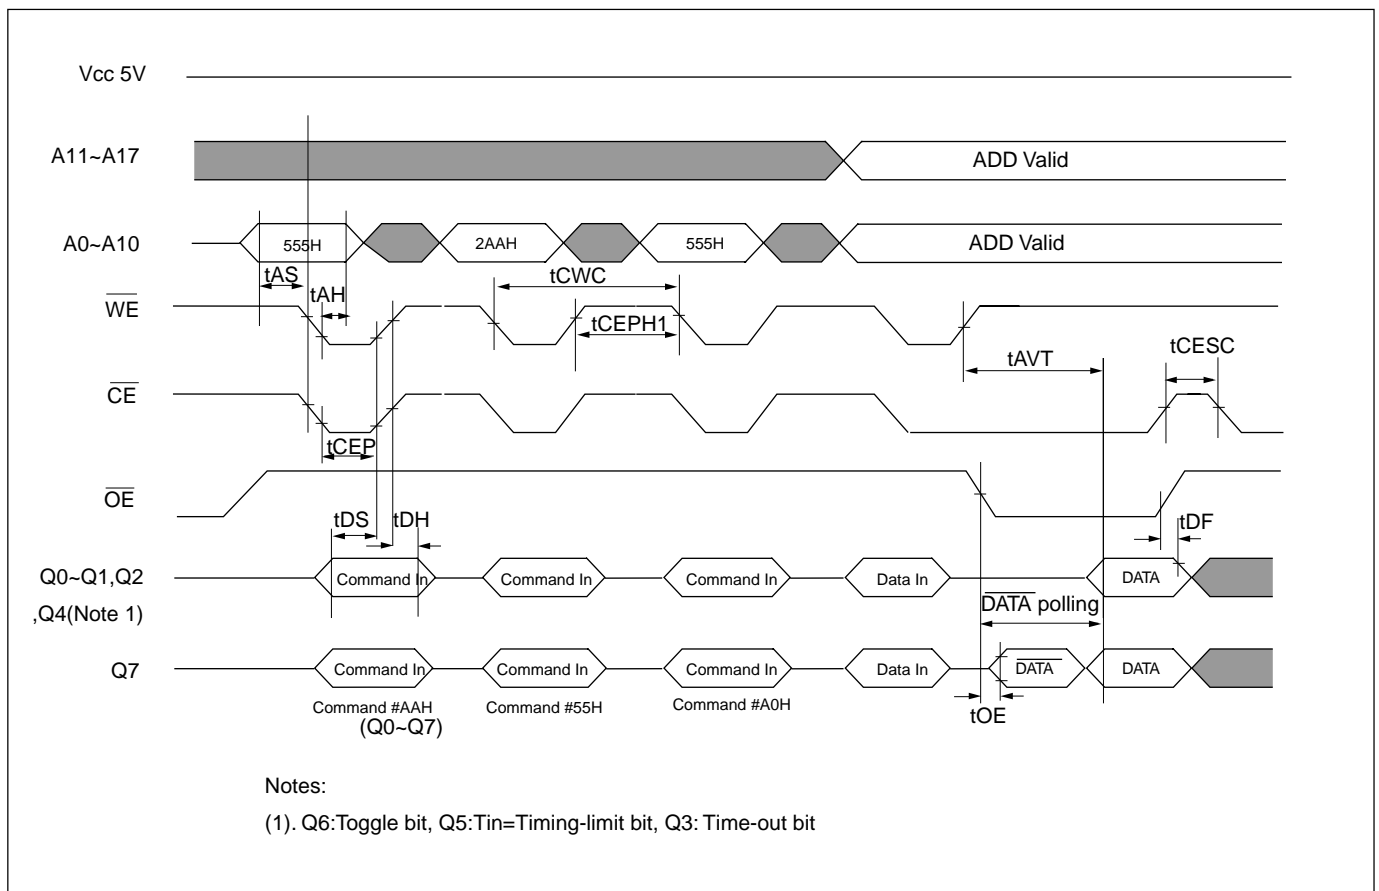 Vcc 5V
A11~A17
ADD Valid
A0~A10
555H
2AAH
555H
ADD Valid
tAS
tAH
tCWC
WE
tCEPH1
tAVT
tCESC
CE
tCEP
OE
tDS
tDH
tDF
Q0~Q1,Q2
,Q4(Note 1)
Command In
Command In
Command In
Data In
DATA
DATA polling
Q7
Command In
Command In
Command In
Data In
DATA
DATA
Command #AAH
Command #55H
Command #A0H
(Q0~Q7)
tOE
Notes:
(1). Q6:Toggle bit, Q5:Tin=Timing-limit bit, Q3: Time-out bit